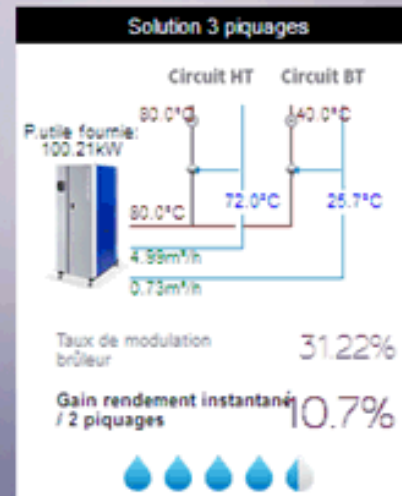 Solution 3 piquages
Circuit HT Circuit BT
80.0°C 40.0°C
P.utile fournie:
100.21kW
80.0°C 72.0°C 25.7°C
4.99m³/h
0.73m³/h
Taux de modulation
brûleur
31.22%
Gain rendement instantané
/ 2 piquages
10.7%